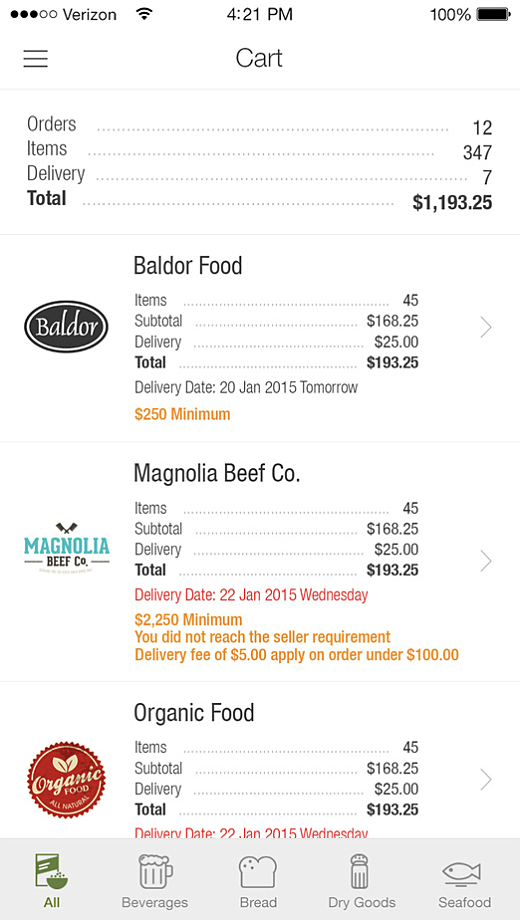 Verizon 4:21 PM 100%
Cart
Orders 12
Items 347
Delivery 7
Total $1,193.25
Baldor Food
Baldor
Items 45
Subtotal $168.25
Delivery $25.00
Total $193.25
Delivery Date: 20 Jan 2015 Tomorrow
$250 Minimum
Magnolia Beef Co.
MAGNOLIA
BEEF Co.
Items 45
Subtotal $168.25
Delivery $25.00
Total $193.25
Delivery Date: 22 Jan 2015 Wednesday
$2,250 Minimum
You did not reach the seller requirement
Delivery fee of $5.00 apply on order under $100.00
Organic Food
Organic
FOOD
ALL NATURAL
Items 45
Subtotal $168.25
Delivery $25.00
Total $193.25
Delivery Date: 22 Jan 2015 Wednesday
All Beverages Bread Dry Goods Seafood